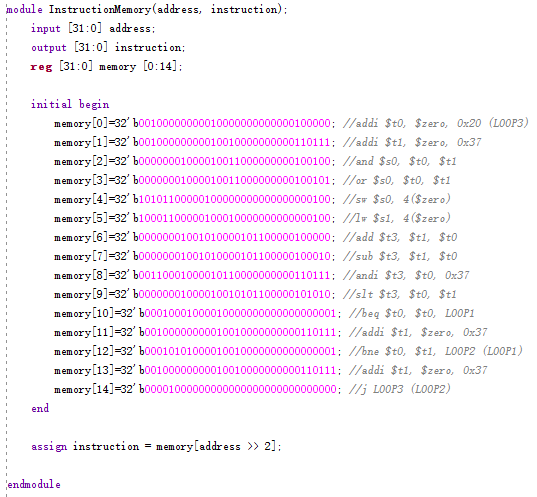 module InstructionMemory(address, instruction);
input [31:0] address;
output [31:0] instruction;
reg [31:0] memory [0:14];
initial begin
memory[0]=32'b00100000000010000000000000100000; //addi $t0, $zero, 0x20 (LOOP3)
memory[1]=32'b00100000000010010000000000110111; //addi $t1, $zero, 0x37
memory[2]=32'b00000001000010011000000000100100; //and $s0, $t0, $t1
memory[3]=32'b00000001000010011000000000100101; //or $s0, $t0, $t1
memory[4]=32'b10101100000100000000000000000100; //sw $s0, 4($zero)
memory[5]=32'b10001100000100010000000000000100; //lw $s1, 4($zero)
memory[6]=32'b00000001001010000101100000100000; //add $t3, $t1, $t0
memory[7]=32'b00000001001010000101100000100010; //sub $t3, $t1, $t0
memory[8]=32'b00110001000010110000000000110111; //andi $t3, $t0, 0x37
memory[9]=32'b00000001000010010101100000101010; //slt $t3, $t0, $t1
memory[10]=32'b00010001000010000000000000000001; //beq $t0, $t0, LOOP1
memory[11]=32'b00100000000010010000000000110111; //addi $t1, $zero, 0x37
memory[12]=32'b00010101000010010000000000000001; //bne $t0, $t1, LOOP2 (LOOP1)
memory[13]=32'b00100000000010010000000000110111; //addi $t1, $zero, 0x37
memory[14]=32'b00001000000000000000000000000000; //j LOOP3 (LOOP2)
end
assign instruction = memory[address >> 2];
endmodule